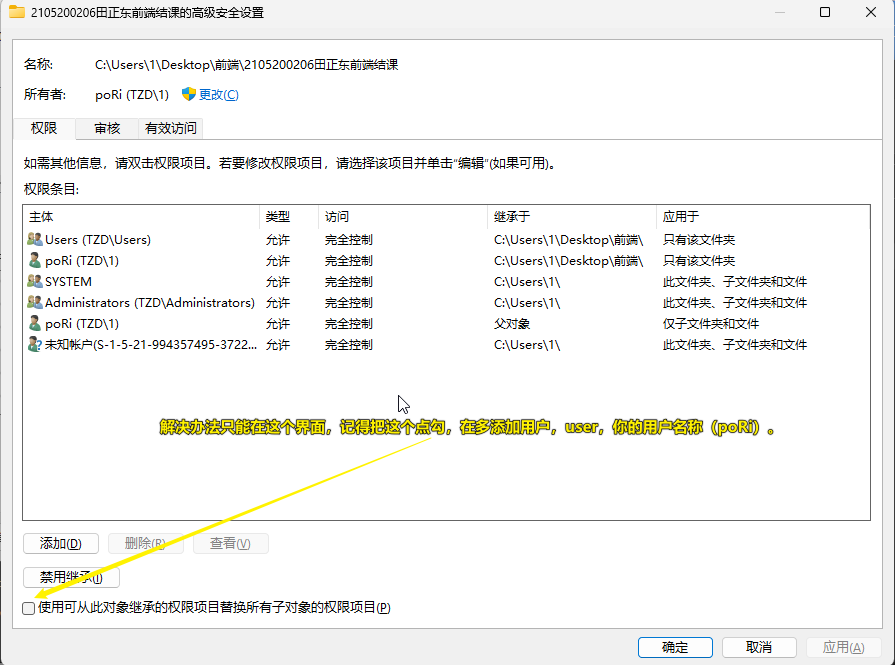 2105200206田正东前端结课的高级安全设置
名称: C:\Users\1\Desktop\前端\2105200206田正东前端结课
所有者: poRi (TZD\1) 更改(C)
权限 审核 有效访问
如需其他信息，请双击权限项目。若要修改权限项目，请选择该项目并单击“编辑”(如果可用)。
权限条目:
主体 类型 访问 继承于 应用于
Users (TZD\Users) 允许 完全控制 C:\Users\1\Desktop\前端\ 只有该文件夹
poRi (TZD\1) 允许 完全控制 C:\Users\1\Desktop\前端\ 只有该文件夹
SYSTEM 允许 完全控制 C:\Users\1\ 此文件夹、子文件夹和文件
Administrators (TZD\Administrators) 允许 完全控制 C:\Users\1\ 此文件夹、子文件夹和文件
poRi (TZD\1) 允许 完全控制 父对象 仅子文件夹和文件
未知帐户(S-1-5-21-994357495-3722... 允许 完全控制 C:\Users\1\ 此文件夹、子文件夹和文件
解决办法只能在这个界面，记得把这个点勾，在多添加用户，user，你的用户名称（poRi）。
添加(D) 删除(R) 查看(V)
禁用继承(I)
使用可从此对象继承的权限项目替换所有子对象的权限项目(P)
确定 取消 应用(A)